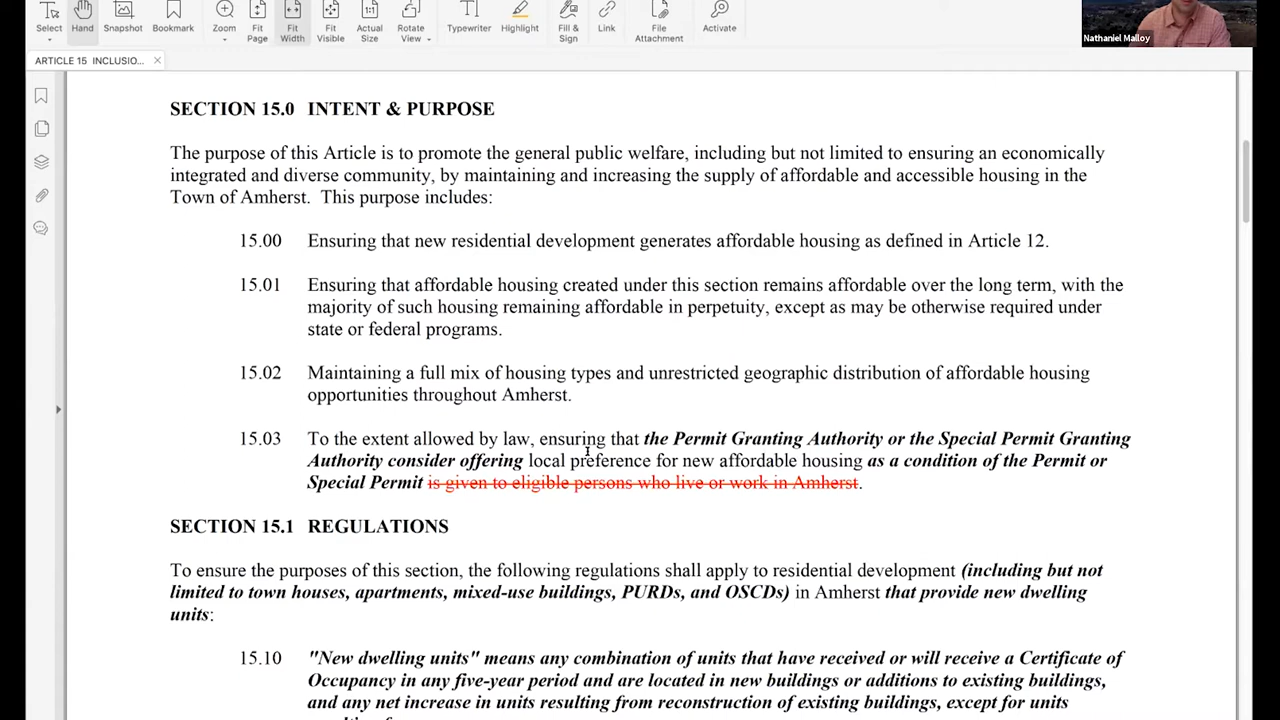 Select
Hand
Snapshot
Bookmark
Zoom
Fit Page
Fit Width
Fit Visible
Actual Size
Rotate View
Typewriter
Highlight
Fill & Sign
Link
File Attachment
Activate
Nathaniel Malloy
ARTICLE 15 INCLUSIO...
SECTION 15.0 INTENT & PURPOSE
The purpose of this Article is to promote the general public welfare, including but not limited to ensuring an economically
integrated and diverse community, by maintaining and increasing the supply of affordable and accessible housing in the
Town of Amherst. This purpose includes:
15.00 Ensuring that new residential development generates affordable housing as defined in Article 12.
15.01 Ensuring that affordable housing created under this section remains affordable over the long term, with the
majority of such housing remaining affordable in perpetuity, except as may be otherwise required under
state or federal programs.
15.02 Maintaining a full mix of housing types and unrestricted geographic distribution of affordable housing
opportunities throughout Amherst.
15.03 To the extent allowed by law, ensuring that the Permit Granting Authority or the Special Permit Granting
Authority consider offering local preference for new affordable housing as a condition of the Permit or
Special Permit is given to eligible persons who live or work in Amherst.
SECTION 15.1 REGULATIONS
To ensure the purposes of this section, the following regulations shall apply to residential development (including but not
limited to town houses, apartments, mixed-use buildings, PURDs, and OSCDs) in Amherst that provide new dwelling
units:
15.10 "New dwelling units" means any combination of units that have received or will receive a Certificate of
Occupancy in any five-year period and are located in new buildings or additions to existing buildings,
and any net increase in units resulting from reconstruction of existing buildings, except for units